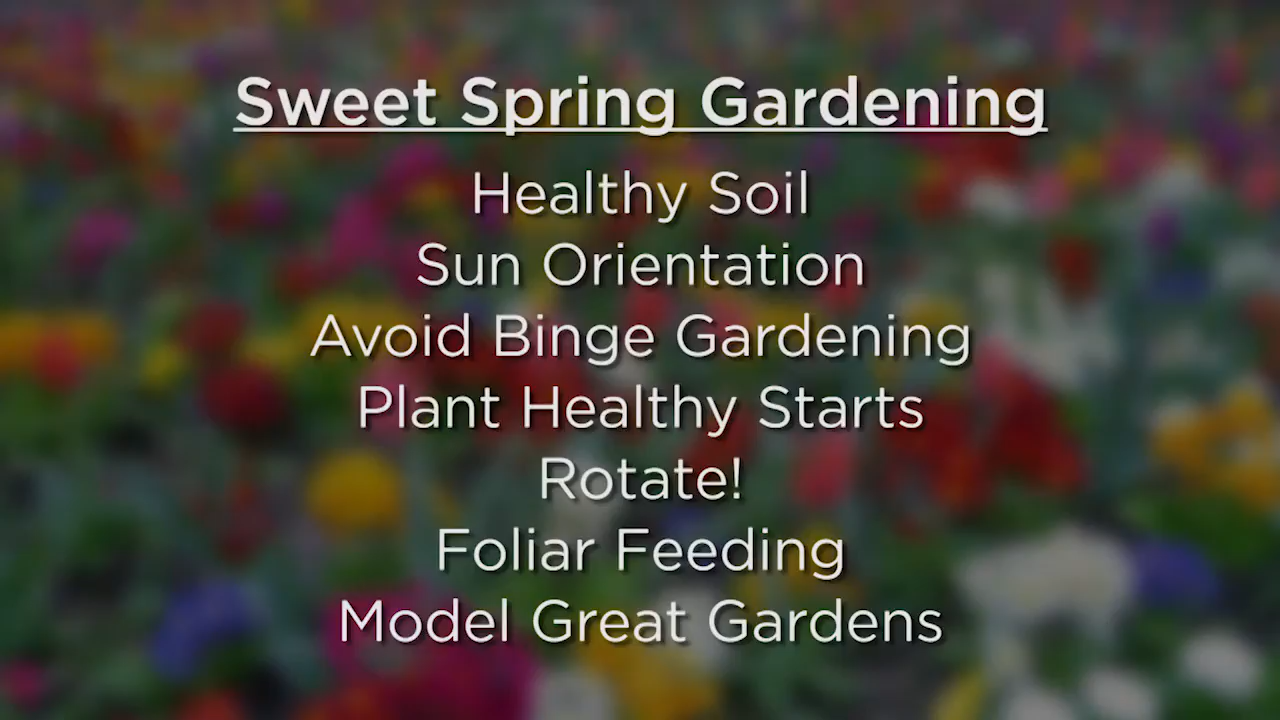 Sweet Spring Gardening
Healthy Soil
Sun Orientation
Avoid Binge Gardening
Plant Healthy Starts
Rotate!
Foliar Feeding
Model Great Gardens